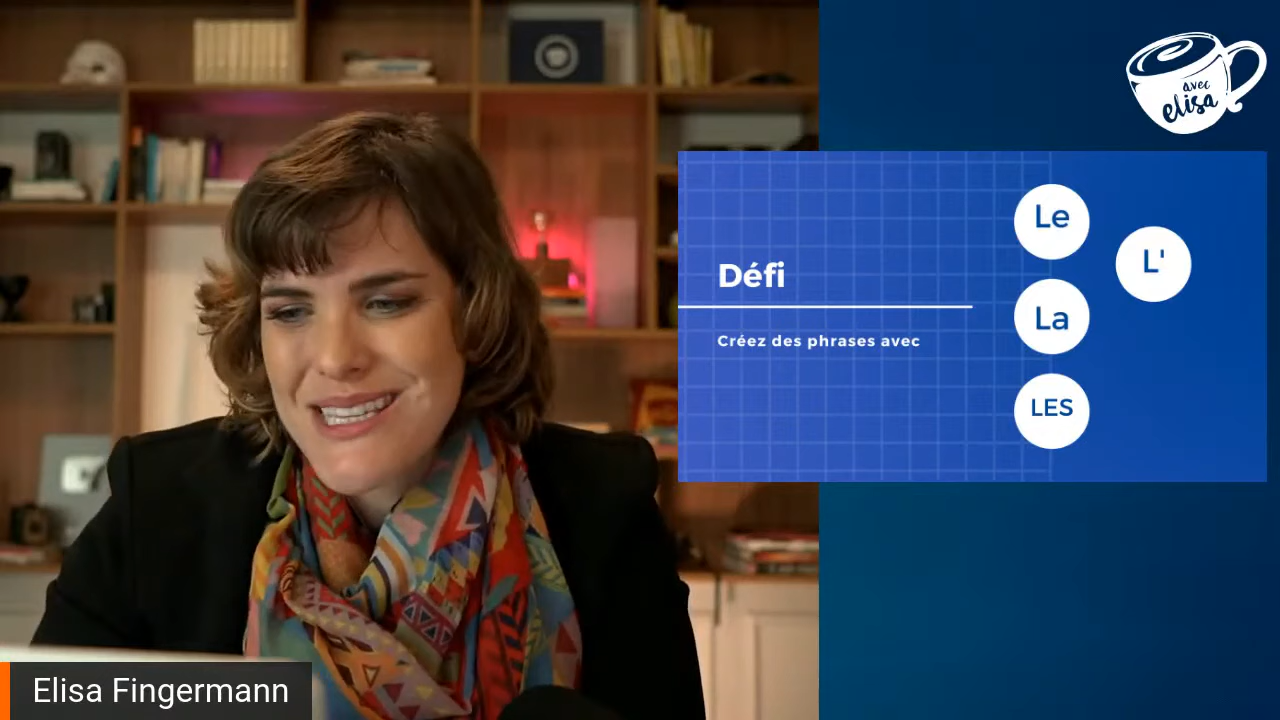 avec
elisa
Défi
Créez des phrases avec
Le
L'
La
LES
Elisa Fingermann